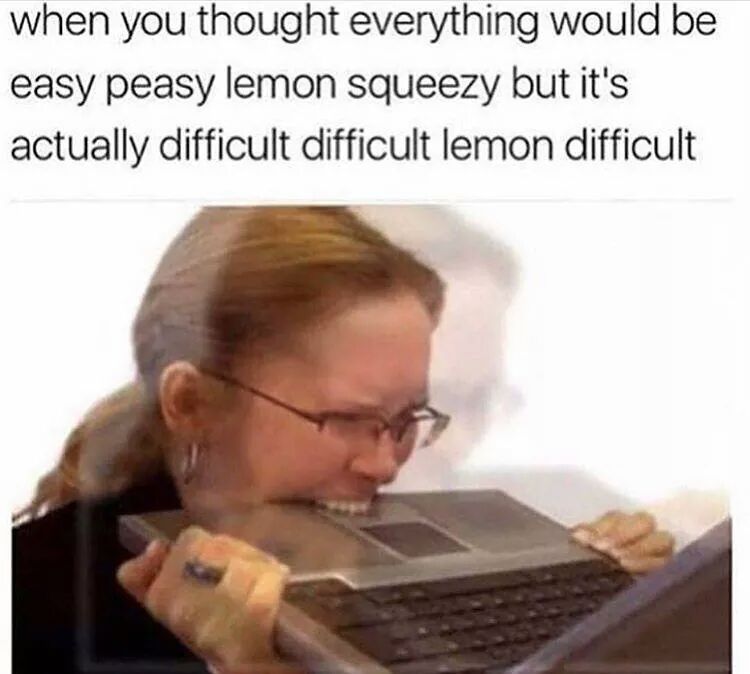 when you thought everything would be
easy peasy lemon squeezy but it's
actually difficult difficult lemon difficult